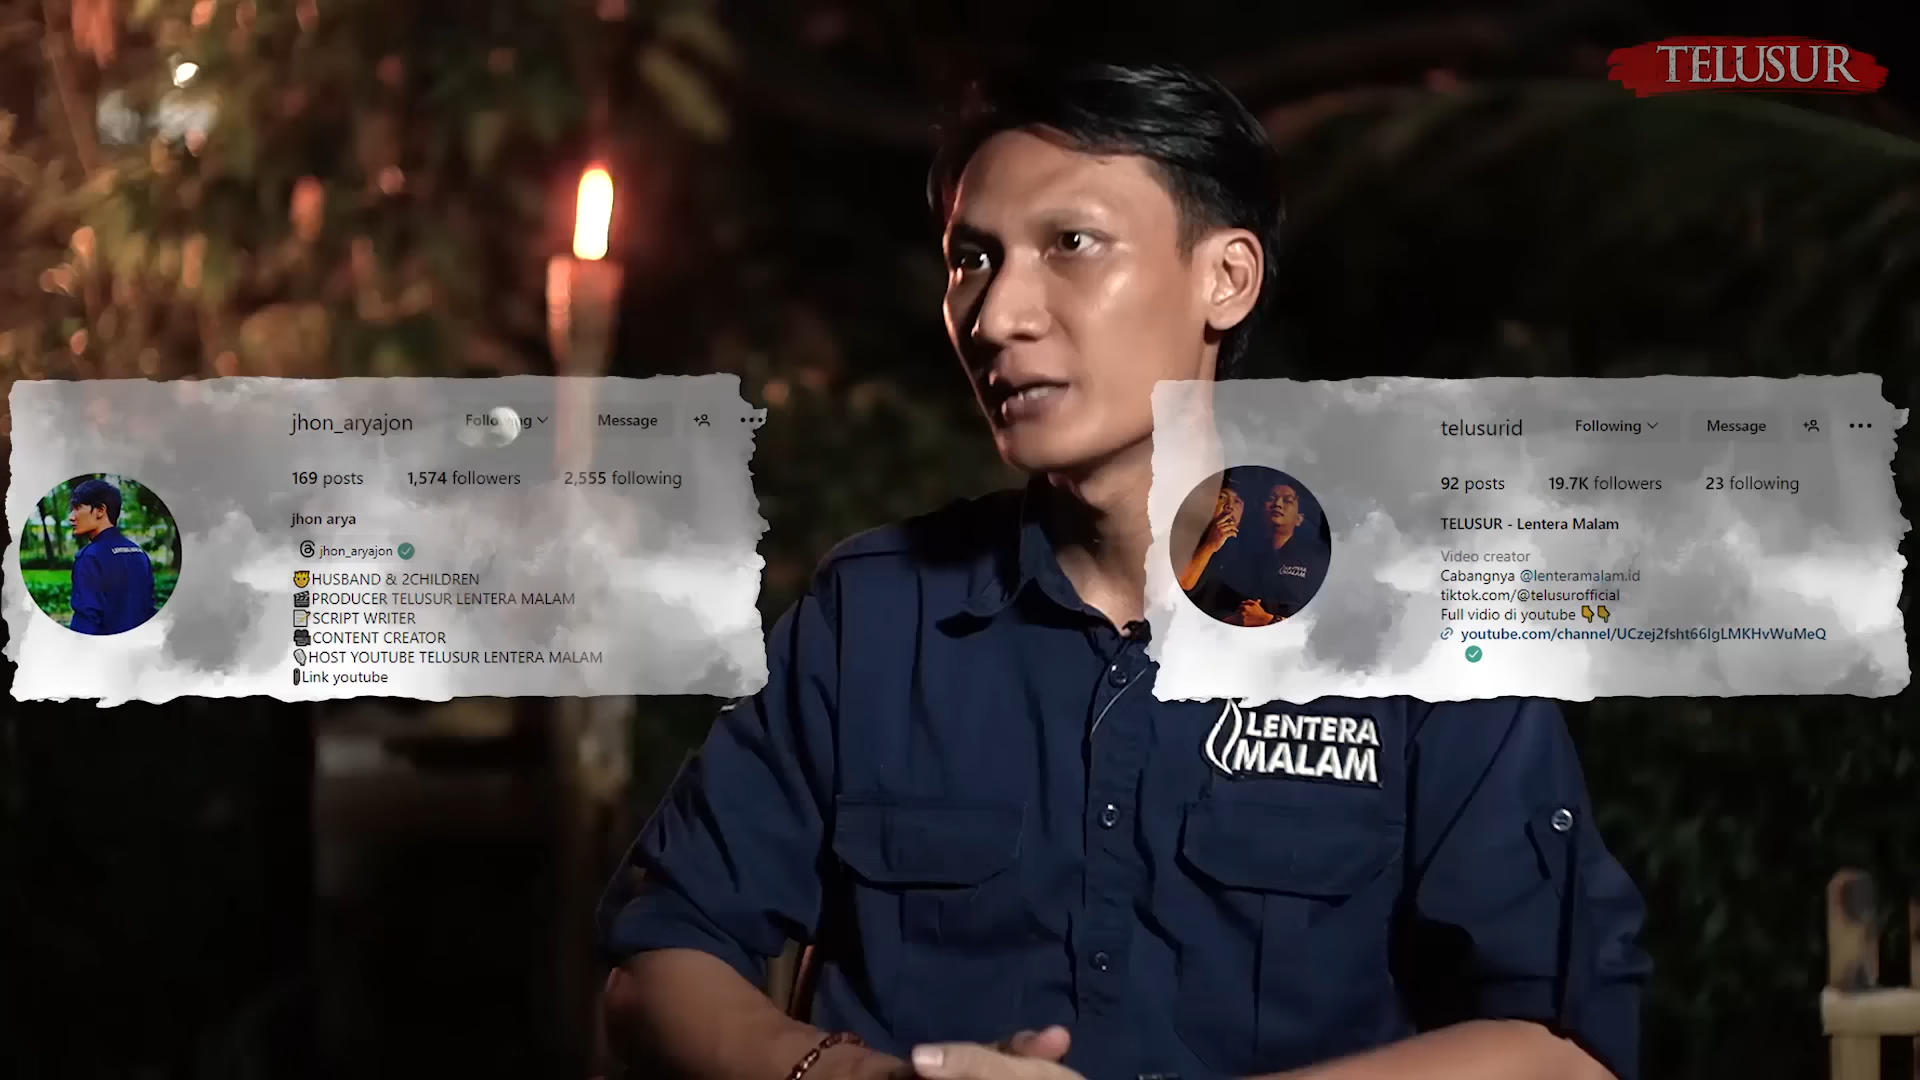 TELUSUR
jhon_aryajon Following Message
169 posts 1,574 followers 2,555 following
jhon arya
jhon_aryajon
HUSBAND & 2CHILDREN
PRODUCER TELUSUR LENTERA MALAM
SCRIPT WRITER
CONTENT CREATOR
HOST YOUTUBE TELUSUR LENTERA MALAM
Link youtube
telusurid Following Message
92 posts 19.7K followers 23 following
TELUSUR - Lentera Malam
Video creator
Cabangnya @lenteramalam.id
tiktok.com/@telusurofficial
Full vidio di youtube 👇👇
youtube.com/channel/UCzej2fsht66IgLMKHvWuMeQ
LENTERA
MALAM